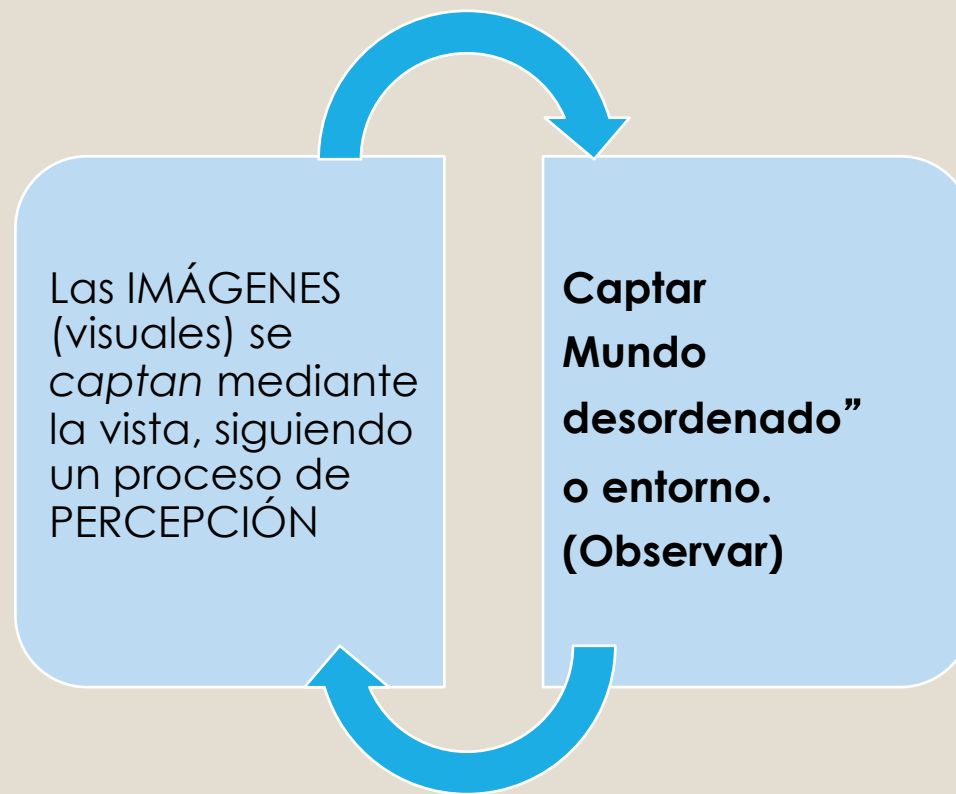 Las IMÁGENES
(visuales) se
captan mediante
la vista, siguiendo
un proceso de
PERCEPCIÓN
Captar
Mundo
desordenado”
o entorno.
(Observar)